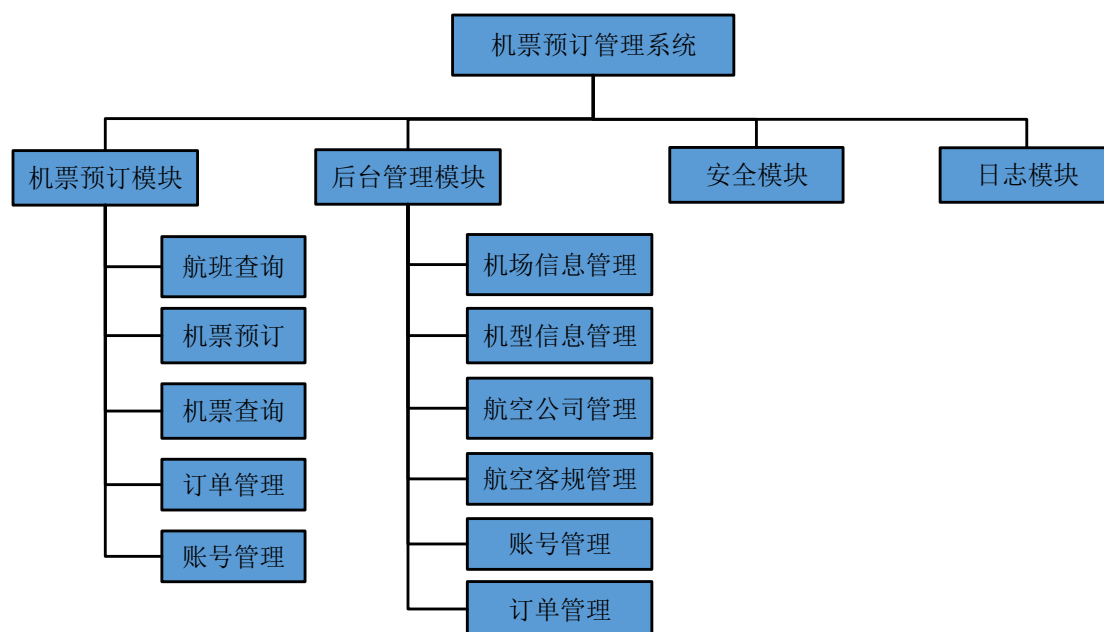 机票预订管理系统
机票预订模块
后台管理模块
安全模块
日志模块
航班查询
机票预订
机票查询
订单管理
账号管理
机场信息管理
机型信息管理
航空公司管理
航空客规管理
账号管理
订单管理